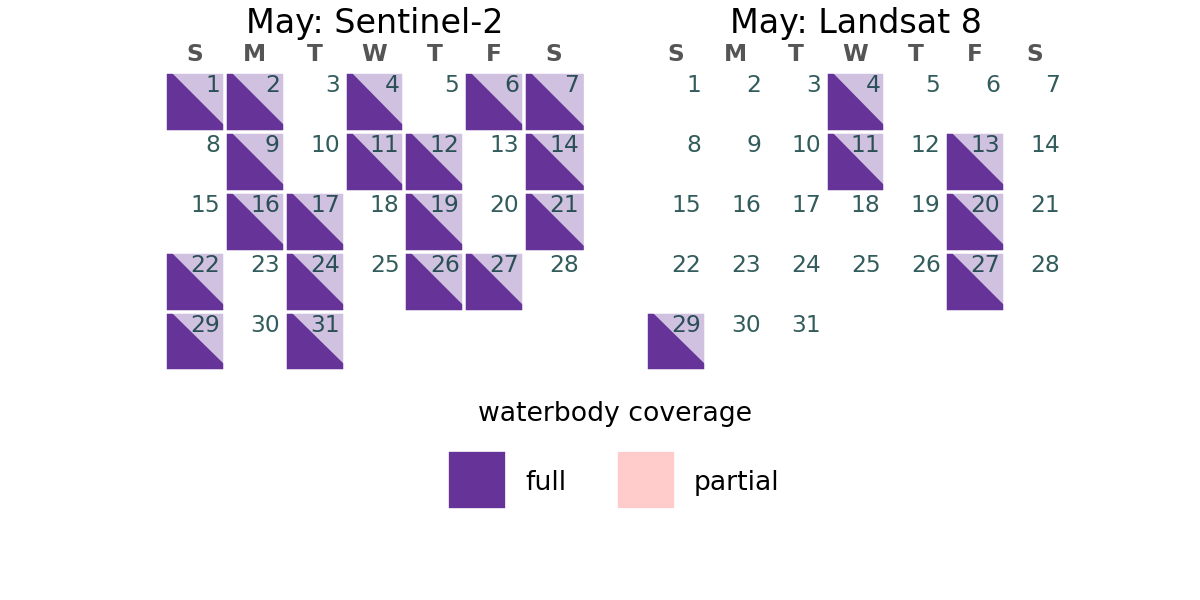 May: Sentinel-2
S M T W T F S
1 2 3 4 5 6 7
8 9 10 11 12 13 14
15 16 17 18 19 20 21
22 23 24 25 26 27 28
29 30 31
May: Landsat 8
S M T W T F S
1 2 3 4 5 6 7
8 9 10 11 12 13 14
15 16 17 18 19 20 21
22 23 24 25 26 27 28
29 30 31
waterbody coverage
full partial